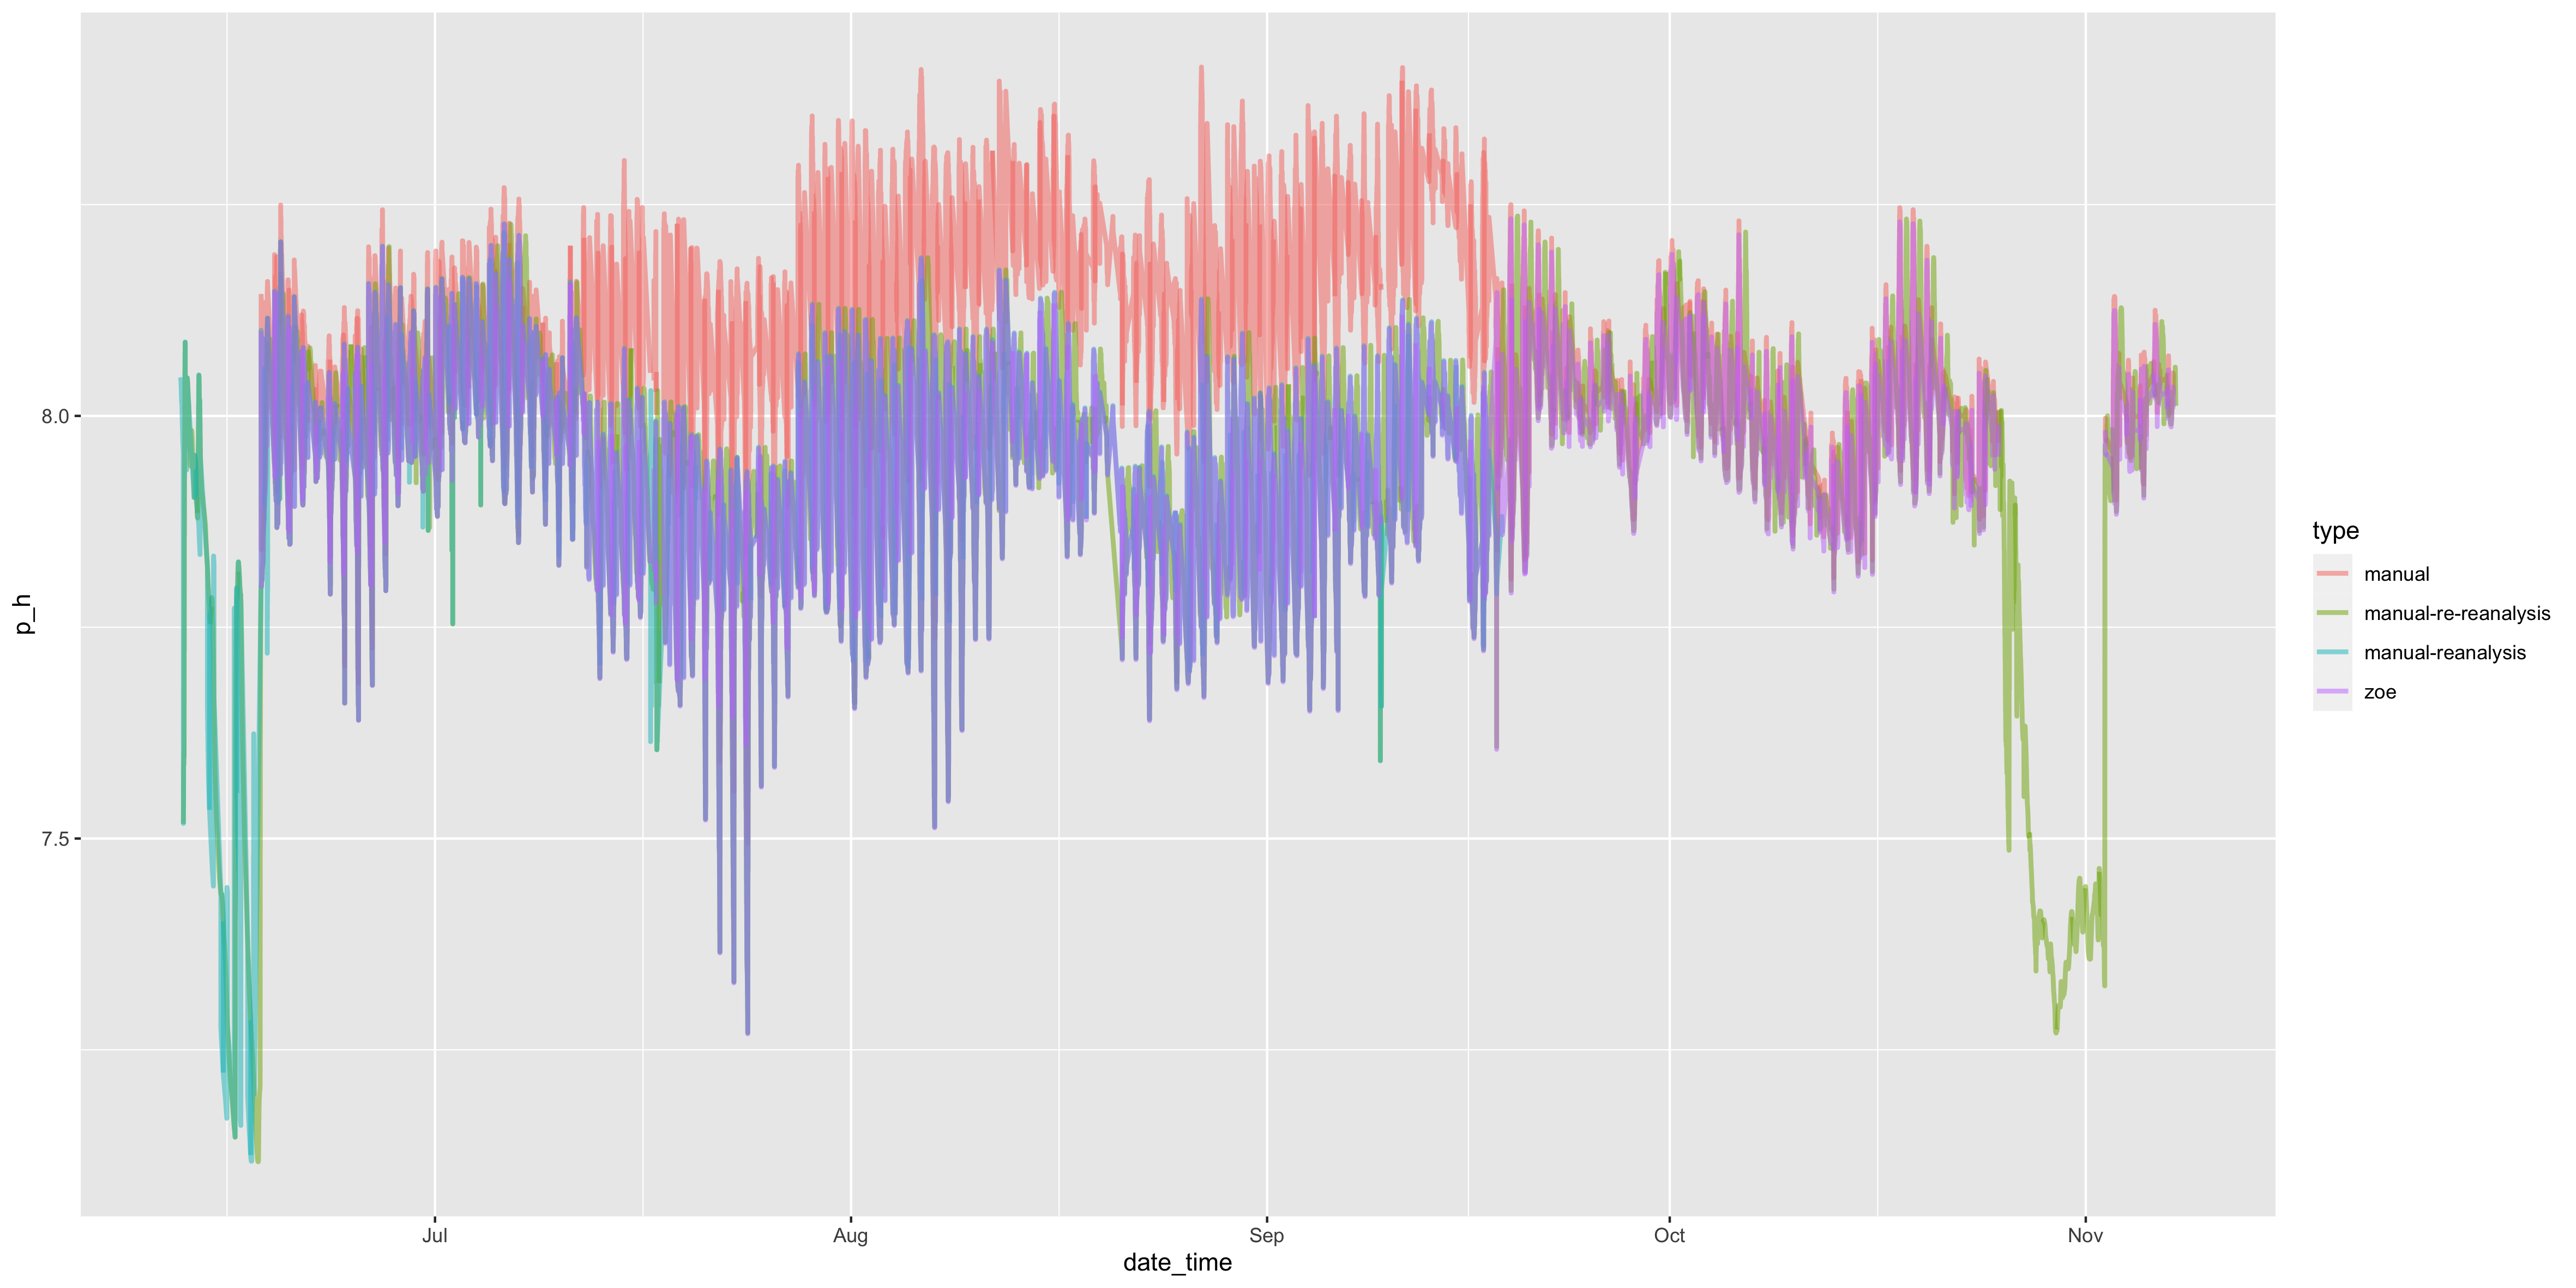 8.0
7.5
p_h
Jul
Aug
Sep
Oct
Nov
date_time
type
manual
manual-re-reanalysis
manual-reanalysis
zoe